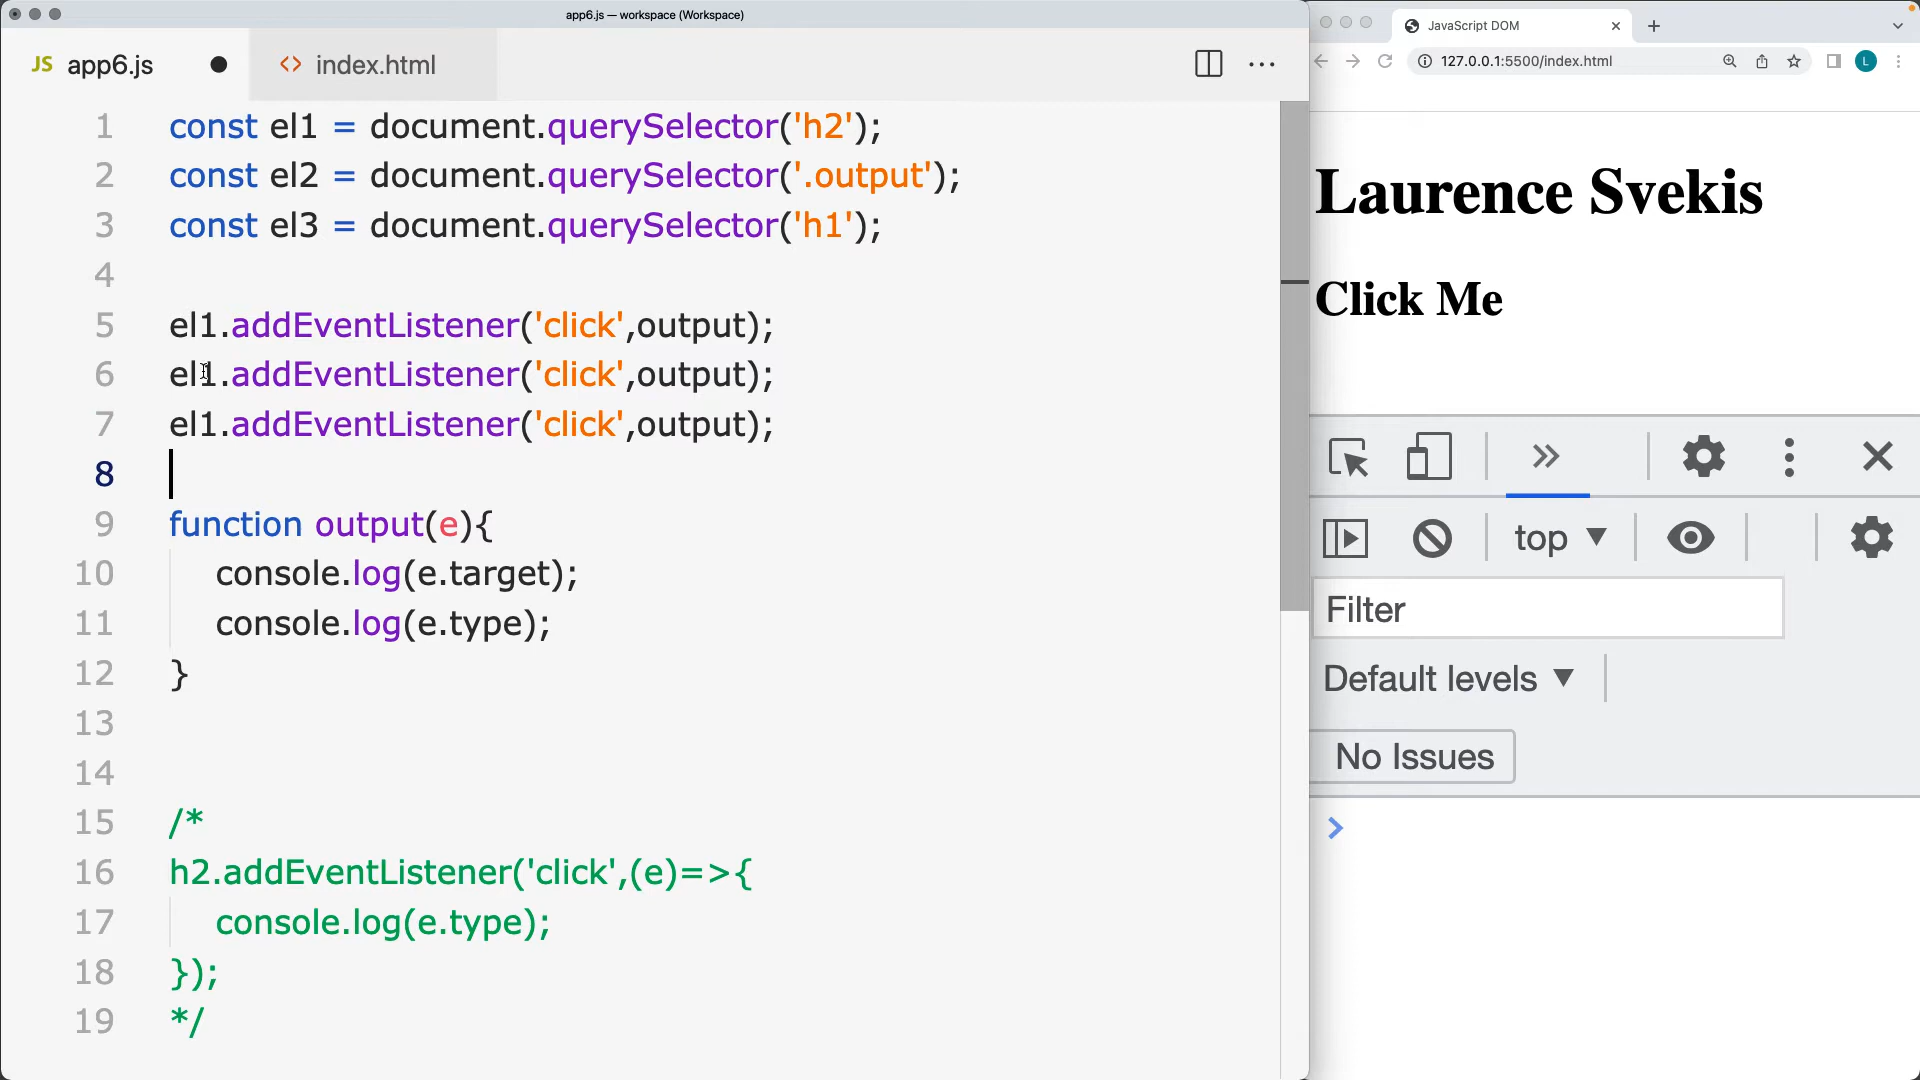 app6.js — workspace (Workspace)
JS app6.js
<> index.html
1 const el1 = document.querySelector('h2');
2 const el2 = document.querySelector('.output');
3 const el3 = document.querySelector('h1');
4
5 el1.addEventListener('click',output);
6 el1.addEventListener('click',output);
7 el1.addEventListener('click',output);
8
9 function output(e){
10 console.log(e.target);
11 console.log(e.type);
12 }
13
14
15 /*
16 h2.addEventListener('click',(e)=>{
17 console.log(e.type);
18 });
19 */
JavaScript DOM
127.0.0.1:5500/index.html
L
Laurence Svekis
Click Me
top
Filter
Default levels
No Issues